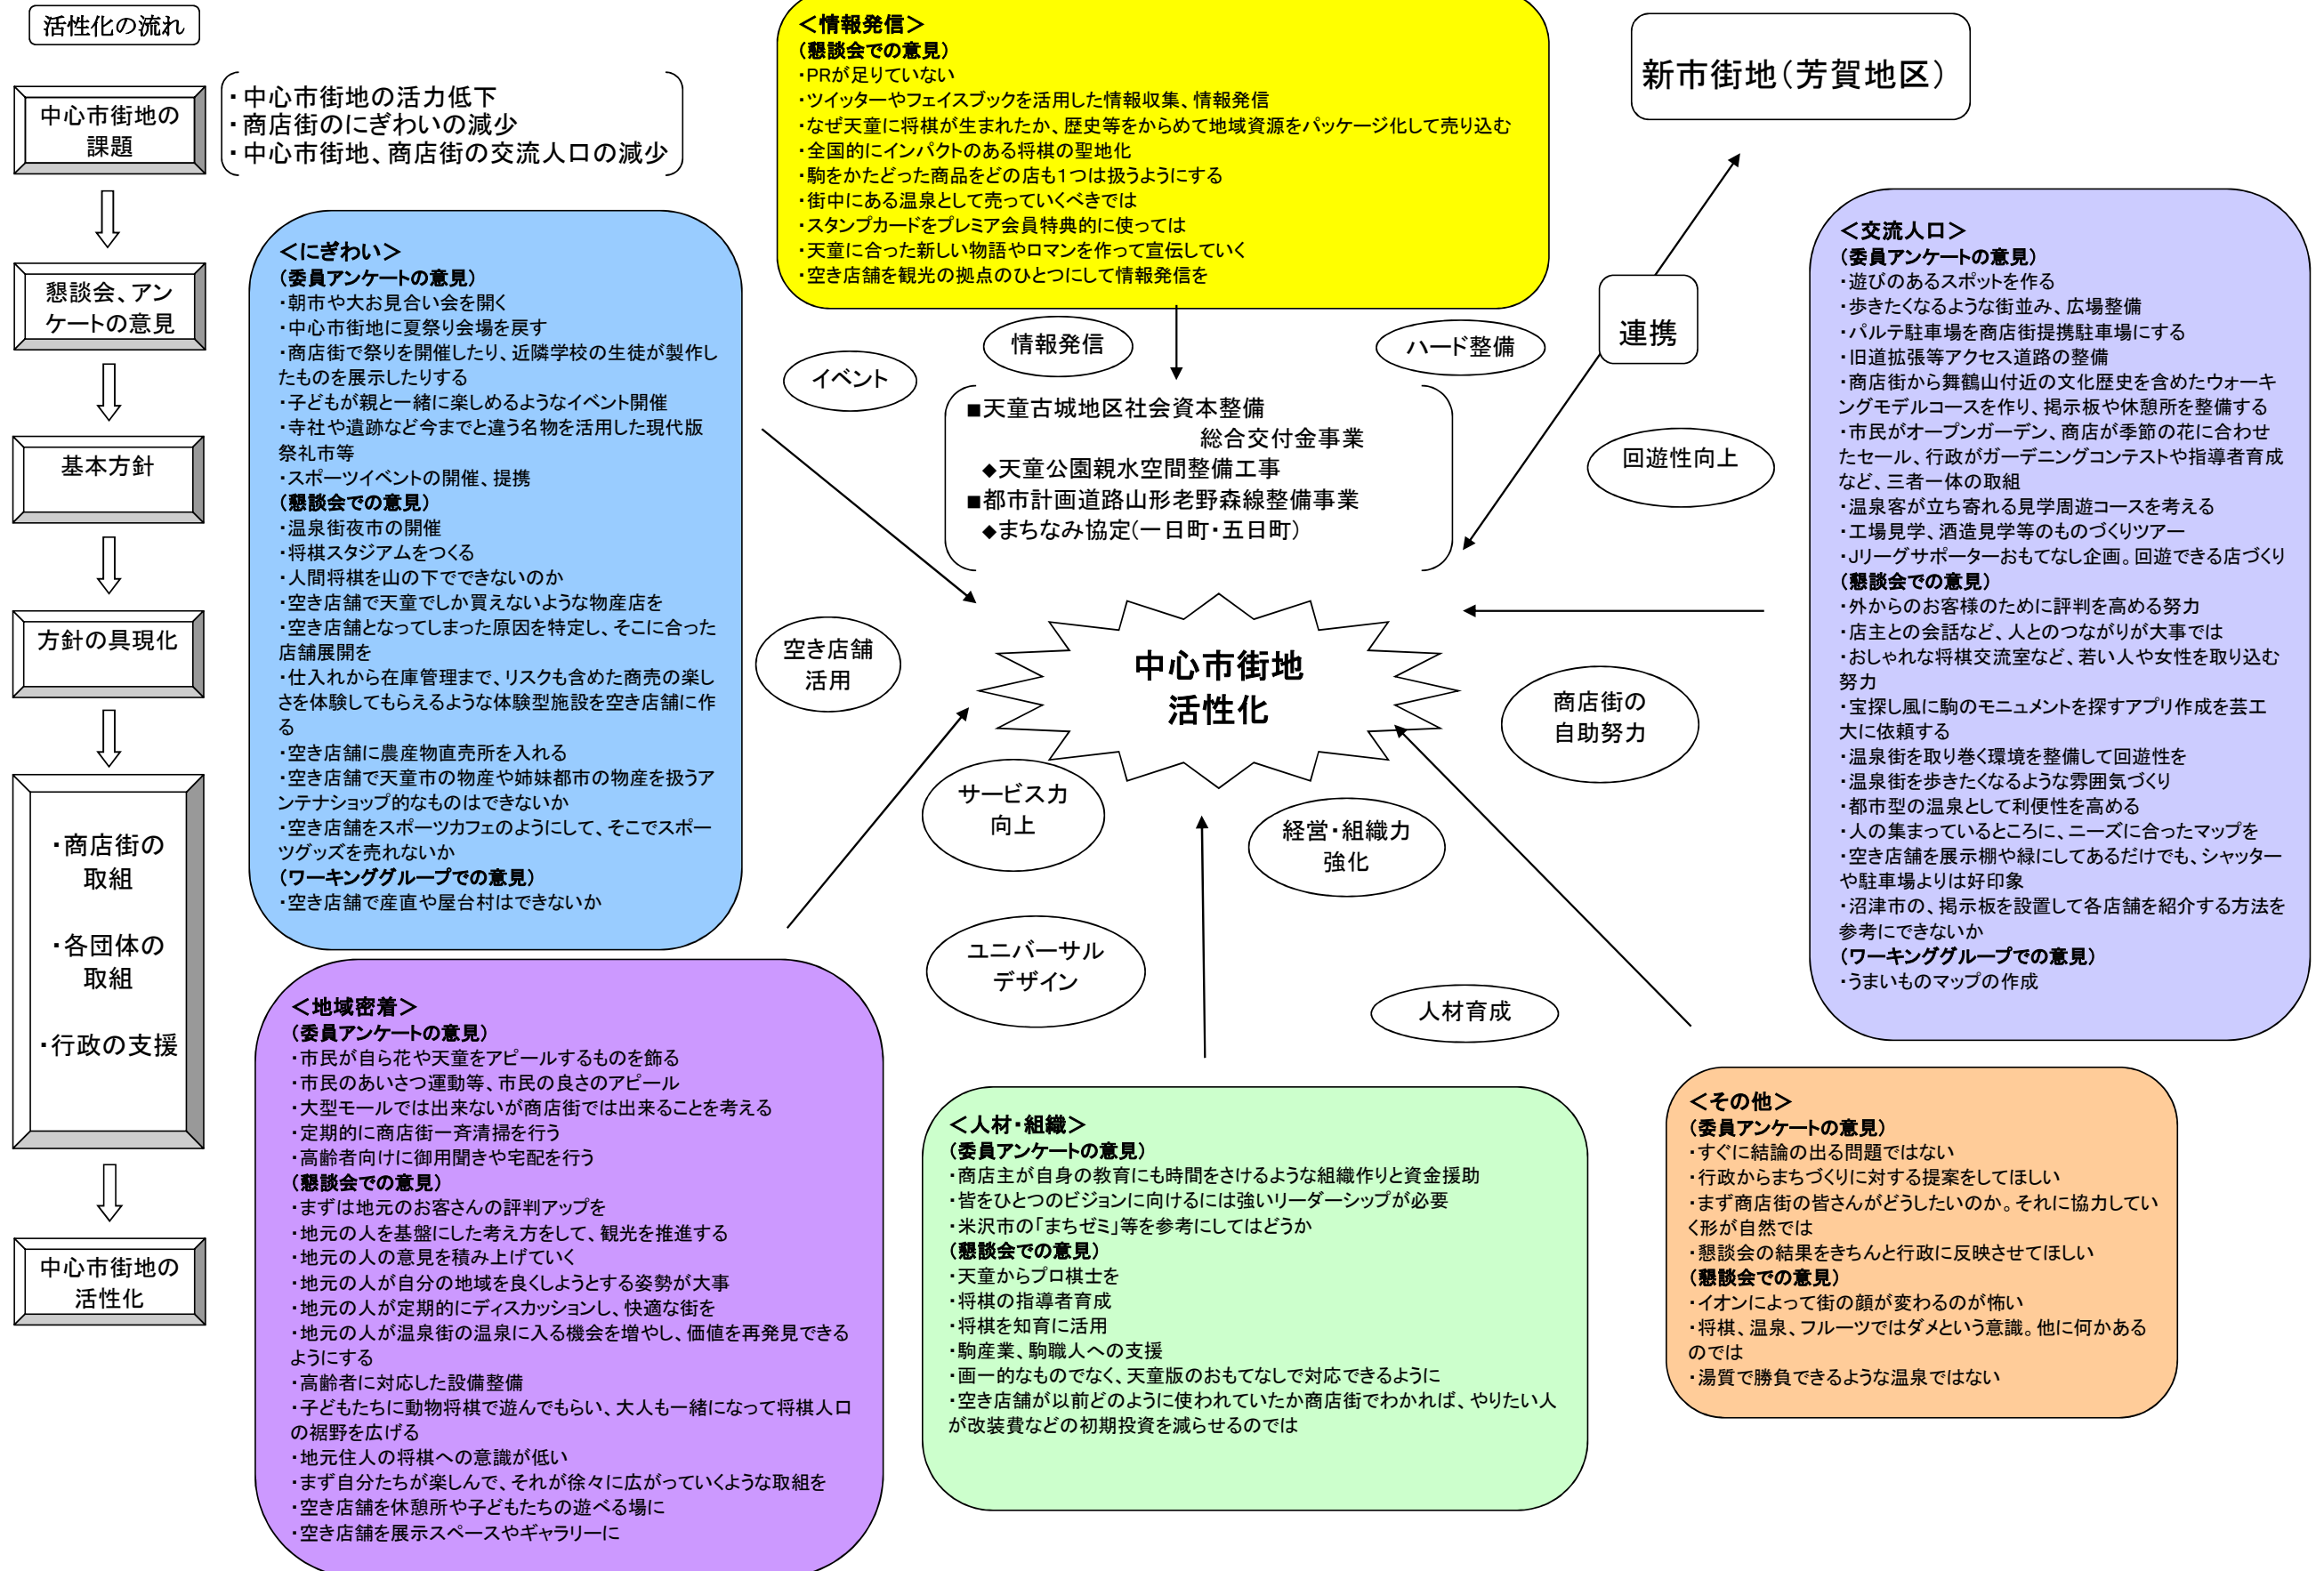 活性化の流れ
中心市街地の
課題
・中心市街地の活力低下
・商店街のにぎわいの減少
・中心市街地、商店街の交流人口の減少
懇談会、アン
ケートの意見
基本方針
方針の具現化
・商店街の
取組
・各団体の
取組
・行政の支援
中心市街地の
活性化
＜情報発信＞
（懇談会での意見）
・PRが足りていない
・ツイッターやフェイスブックを活用した情報収集、情報発信
・なぜ天童に将棋が生まれたか、歴史等をからめて地域資源をパッケージ化して売り込む
・全国的にインパクトのある将棋の聖地化
・駒をかたどった商品をどの店も1つは扱うようにする
・街中にある温泉として売っていくべきでは
・スタンプカードをプレミア会員特典的に使っては
・天童に合った新しい物語やロマンを作って宣伝していく
・空き店舗を観光の拠点のひとつにして情報発信を
新市街地（芳賀地区）
連携
＜にぎわい＞
（委員アンケートの意見）
・朝市や大お見合い会を開く
・中心市街地に夏祭り会場を戻す
・商店街で祭りを開催したり、近隣学校の生徒が製作し
たものを展示したりする
・子どもが親と一緒に楽しめるようなイベント開催
・寺社や遺跡など今までと違う名物を活用した現代版
祭礼市等
・スポーツイベントの開催、提携
（懇談会での意見）
・温泉街夜市の開催
・将棋スタジアムをつくる
・人間将棋を山の下でできないのか
・空き店舗で天童でしか買えないような物産店を
・空き店舗となってしまった原因を特定し、そこに合った
店舗展開を
・仕入れから在庫管理まで、リスクも含めた商売の楽し
さを体験してもらえるような体験型施設を空き店舗に作
る
・空き店舗に農産物直売所を入れる
・空き店舗で天童市の物産や姉妹都市の物産を扱うア
ンテナショップ的なものはできないか
・空き店舗をスポーツカフェのようにして、そこでスポー
ツグッズを売れないか
（ワーキンググループでの意見）
・空き店舗で産直や屋台村はできないか
イベント
情報発信
ハード整備
■天童古城地区社会資本整備
総合交付金事業
◆天童公園親水空間整備工事
■都市計画道路山形老野森線整備事業
◆まちなみ協定(一日町・五日町）
回遊性向上
空き店舗
活用
中心市街地
活性化
商店街の
自助努力
サービス力
向上
経営・組織力
強化
ユニバーサル
デザイン
人材育成
＜交流人口＞
（委員アンケートの意見）
・遊びのあるスポットを作る
・歩きたくなるような街並み、広場整備
・パルテ駐車場を商店街提携駐車場にする
・旧道拡張等アクセス道路の整備
・商店街から舞鶴山付近の文化歴史を含めたウォーキ
ングモデルコースを作り、掲示板や休憩所を整備する
・市民がオープンガーデン、商店が季節の花に合わせ
たセール、行政がガーデニングコンテストや指導者育成
など、三者一体の取組
・温泉客が立ち寄れる見学周遊コースを考える
・工場見学、酒造見学等のものづくりツアー
・Jリーグサポーターおもてなし企画。回遊できる店づくり
（懇談会での意見）
・外からのお客様のために評判を高める努力
・店主との会話など、人とのつながりが大事では
・おしゃれな将棋交流室など、若い人や女性を取り込む
努力
・宝探し風に駒のモニュメントを探すアプリ作成を芸工
大に依頼する
・温泉街を取り巻く環境を整備して回遊性を
・温泉街を歩きたくなるような雰囲気づくり
・都市型の温泉として利便性を高める
・人の集まっているところに、ニーズに合ったマップを
・空き店舗を展示棚や緑にしてあるだけでも、シャッター
や駐車場よりは好印象
・沼津市の、掲示板を設置して各店舗を紹介する方法を
参考にできないか
（ワーキンググループでの意見）
・うまいものマップの作成
＜地域密着＞
（委員アンケートの意見）
・市民が自ら花や天童をアピールするものを飾る
・市民のあいさつ運動等、市民の良さのアピール
・大型モールでは出来ないが商店街では出来ることを考える
・定期的に商店街一斉清掃を行う
・高齢者向けに御用聞きや宅配を行う
（懇談会での意見）
・まずは地元のお客さんの評判アップを
・地元の人を基盤にした考え方をして、観光を推進する
・地元の人の意見を積み上げていく
・地元の人が自分の地域を良くしようとする姿勢が大事
・地元の人が定期的にディスカッションし、快適な街を
・地元の人が温泉街の温泉に入る機会を増やし、価値を再発見できる
ようにする
・高齢者に対応した設備整備
・子どもたちに動物将棋で遊んでもらい、大人も一緒になって将棋人口
の裾野を広げる
・地元住人の将棋への意識が低い
・まず自分たちが楽しんで、それが徐々に広がっていくような取組を
・空き店舗を休憩所や子どもたちの遊べる場に
・空き店舗を展示スペースやギャラリーに
＜人材・組織＞
（委員アンケートの意見）
・商店主が自身の教育にも時間をさけるような組織作りと資金援助
・皆をひとつのビジョンに向けるには強いリーダーシップが必要
・米沢市の「まちゼミ」等を参考にしてはどうか
（懇談会での意見）
・天童からプロ棋士を
・将棋の指導者育成
・将棋を知育に活用
・駒産業、駒職人への支援
・画一的なものでなく、天童版のおもてなしで対応できるように
・空き店舗が以前どのように使われていたか商店街でわかれば、やりたい人
が改装費などの初期投資を減らせるのでは
＜その他＞
（委員アンケートの意見）
・すぐに結論の出る問題ではない
・行政からまちづくりに対する提案をしてほしい
・まず商店街の皆さんがどうしたいのか。それに協力してい
く形が自然では
・懇談会の結果をきちんと行政に反映させてほしい
（懇談会での意見）
・イオンによって街の顔が変わるのが怖い
・将棋、温泉、フルーツではダメという意識。他に何かある
のでは
・湯質で勝負できるような温泉ではない